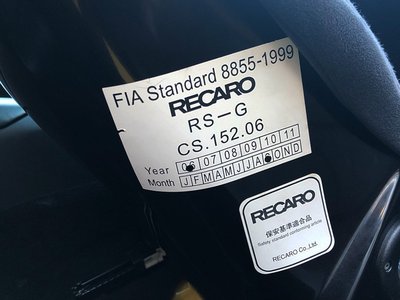 FIA Standard 8855-1999
RECARO
RS-G
CS.152.06
Year 06 07 08 09 10 11
Month J F M A M J J A O N D
RECARO
保安基準適合品
Safety standard conforming article
RECARO Co.,Ltd.